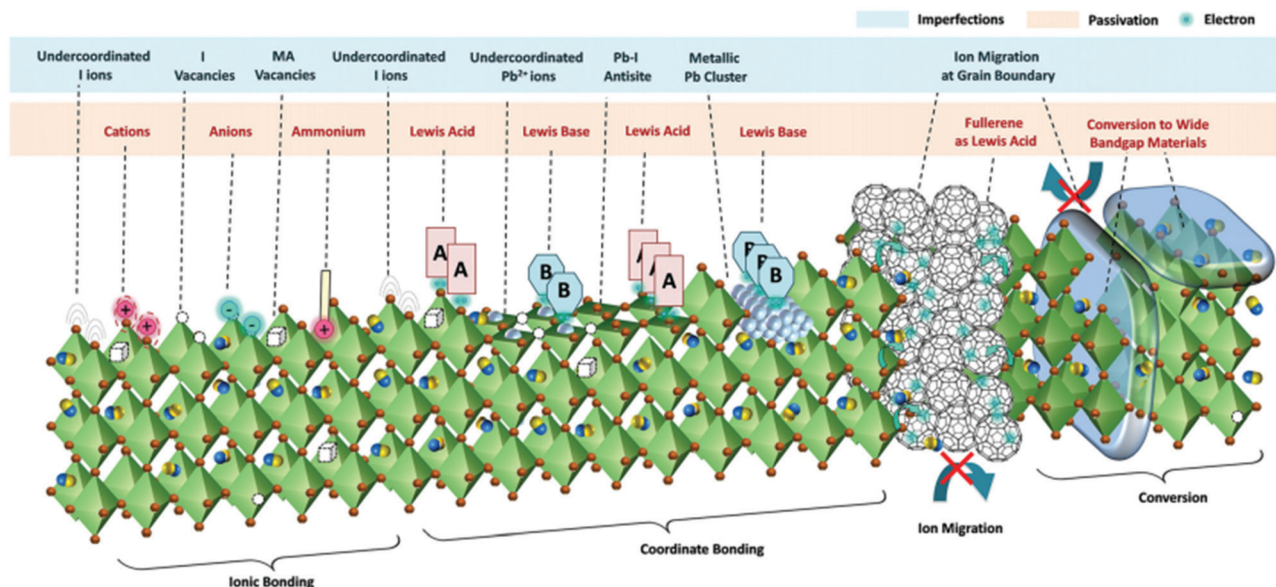 Imperfections Passivation Electron
Undercoordinated I Undercoordinated Undercoordinated Pb-I Metallic Ion Migration
I ions Vacancies MA Vacancies I ions Pb²⁺ ions Antisite Pb Cluster at Grain Boundary
Cations Anions Ammonium Lewis Acid Lewis Base Lewis Acid Lewis Base Fullerene as Lewis Acid Conversion to Wide Bandgap Materials
A
A
B
B
A
A
A
B
B
B
+
+
-
-
+
Ion Migration
Conversion
Coordinate Bonding
Ionic Bonding